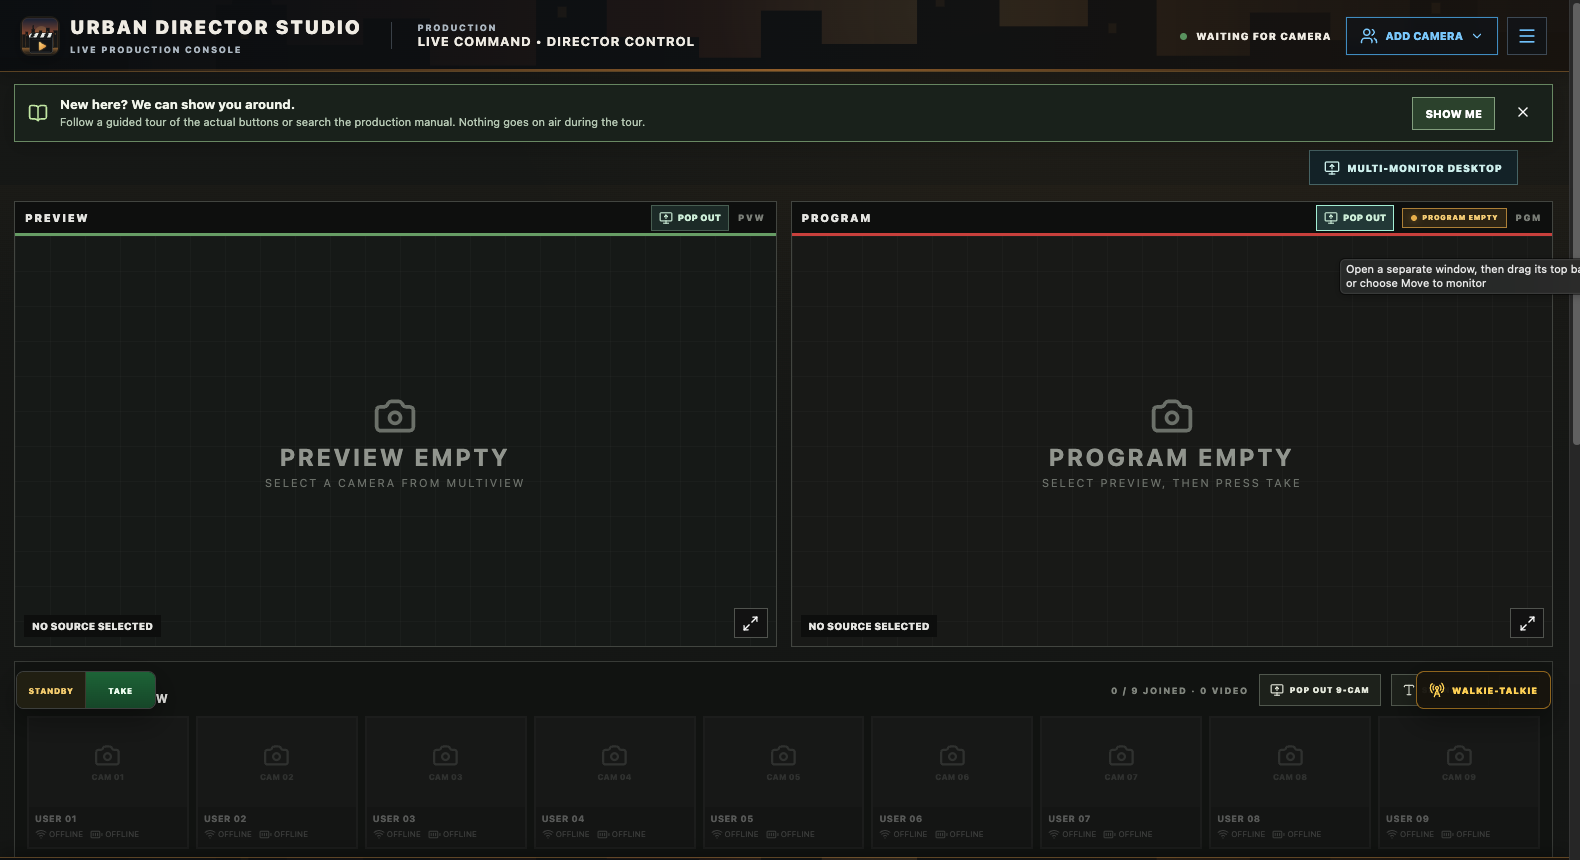 URBAN DIRECTOR STUDIO
LIVE PRODUCTION CONSOLE
PRODUCTION
LIVE COMMAND • DIRECTOR CONTROL
WAITING FOR CAMERA
ADD CAMERA
New here? We can show you around.
Follow a guided tour of the actual buttons or search the production manual. Nothing goes on air during the tour.
SHOW ME
MULTI-MONITOR DESKTOP
PREVIEW
POP OUT
PVW
PROGRAM
POP OUT
PROGRAM EMPTY
PGM
Open a separate window, then drag its top
or choose Move to monitor
PREVIEW EMPTY
SELECT A CAMERA FROM MULTIVIEW
PROGRAM EMPTY
SELECT PREVIEW, THEN PRESS TAKE
NO SOURCE SELECTED
NO SOURCE SELECTED
STANDBY
TAKE
W
0 / 9 JOINED · 0 VIDEO
POP OUT 9-CAM
WALKIE-TALKIE
CAM 01
CAM 02
CAM 03
CAM 04
CAM 05
CAM 06
CAM 07
CAM 08
CAM 09
USER 01
OFFLINE OFFLINE
USER 02
OFFLINE OFFLINE
USER 03
OFFLINE OFFLINE
USER 04
OFFLINE OFFLINE
USER 05
OFFLINE OFFLINE
USER 06
OFFLINE OFFLINE
USER 07
OFFLINE OFFLINE
USER 08
OFFLINE OFFLINE
USER 09
OFFLINE OFFLINE